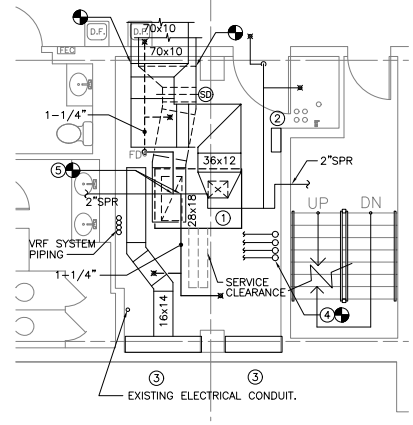 70x10
D.F.
D.F.
70x10
FEC
SD
1-1/4"
2
FD
36x12
5
2"SPR
2"SPR
28x18
1
UP
DN
VRF SYSTEM
PIPING
1-1/4"
SERVICE
CLEARANCE
16x14
4
3
3
EXISTING ELECTRICAL CONDUIT.